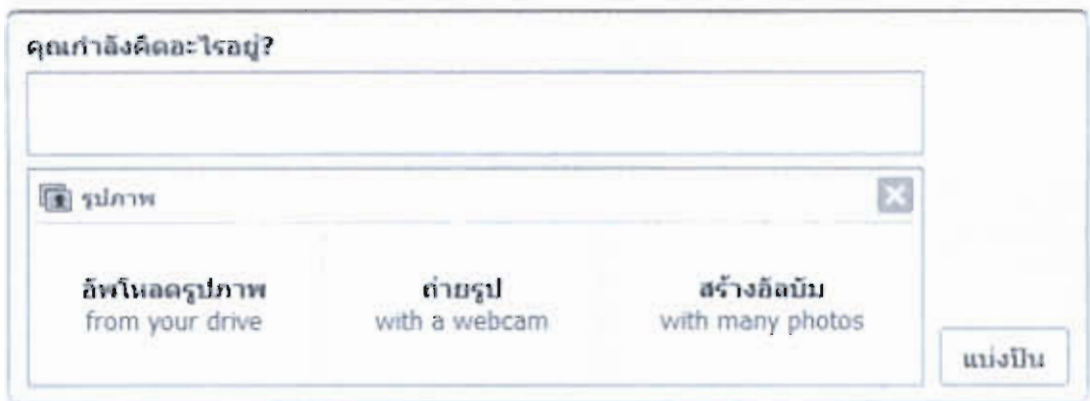 คุณกำลังคิดอะไรอยู่?
รูปภาพ
อัพโหลดรูปภาพ ถ่ายรูป สร้างอัลบัม
from your drive with a webcam with many photos
แบ่งปัน